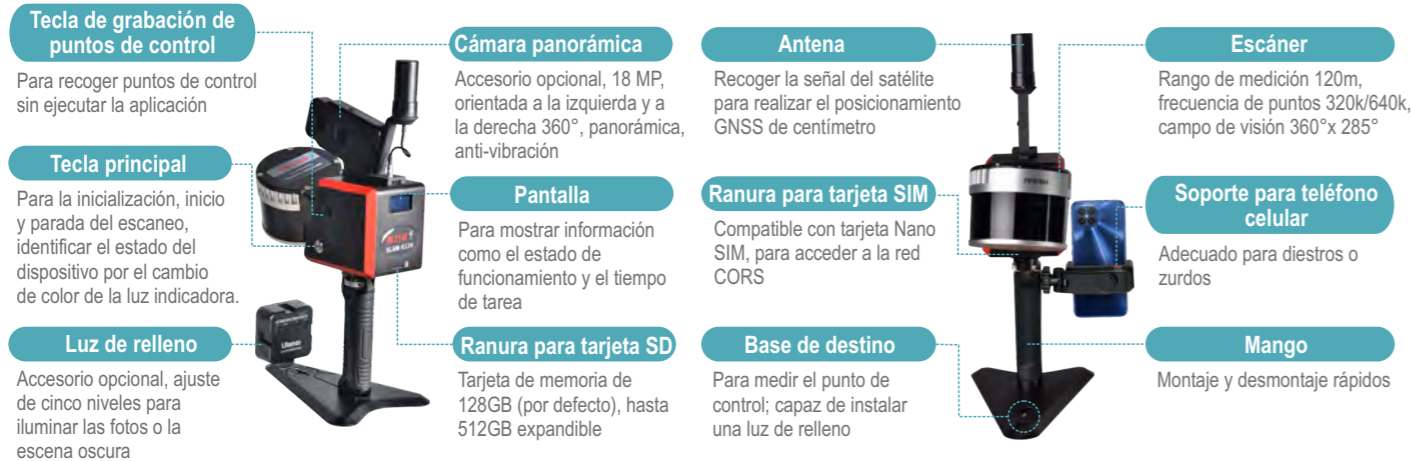 Tecla de grabación de
puntos de control
Para recoger puntos de control
sin ejecutar la aplicación
Tecla principal
Para la inicialización, inicio
y parada del escaneo,
identificar el estado del
dispositivo por el cambio
de color de la luz indicadora.
Luz de relleno
Accesorio opcional, ajuste
de cinco niveles para
iluminar las fotos o la
escena oscura
Cámara panorámica
Accesorio opcional, 18 MP,
orientada a la izquierda y a
la derecha 360°, panorámica,
anti-vibración
Pantalla
Para mostrar información
como el estado de
funcionamiento y el tiempo
de tarea
Ranura para tarjeta SD
Tarjeta de memoria de
128GB (por defecto), hasta
512GB expandible
Antena
Recoger la señal del satélite
para realizar el posicionamiento
GNSS de centímetro
Ranura para tarjeta SIM
Compatible con tarjeta Nano
SIM, para acceder a la red
CORS
Base de destino
Para medir el punto de
control; capaz de instalar
una luz de relleno
Escáner
Rango de medición 120m,
frecuencia de puntos 320k/640k,
campo de visión 360°x 285°
Soporte para teléfono
celular
Adecuado para diestros o
zurdos
Mango
Montaje y desmontaje rápidos